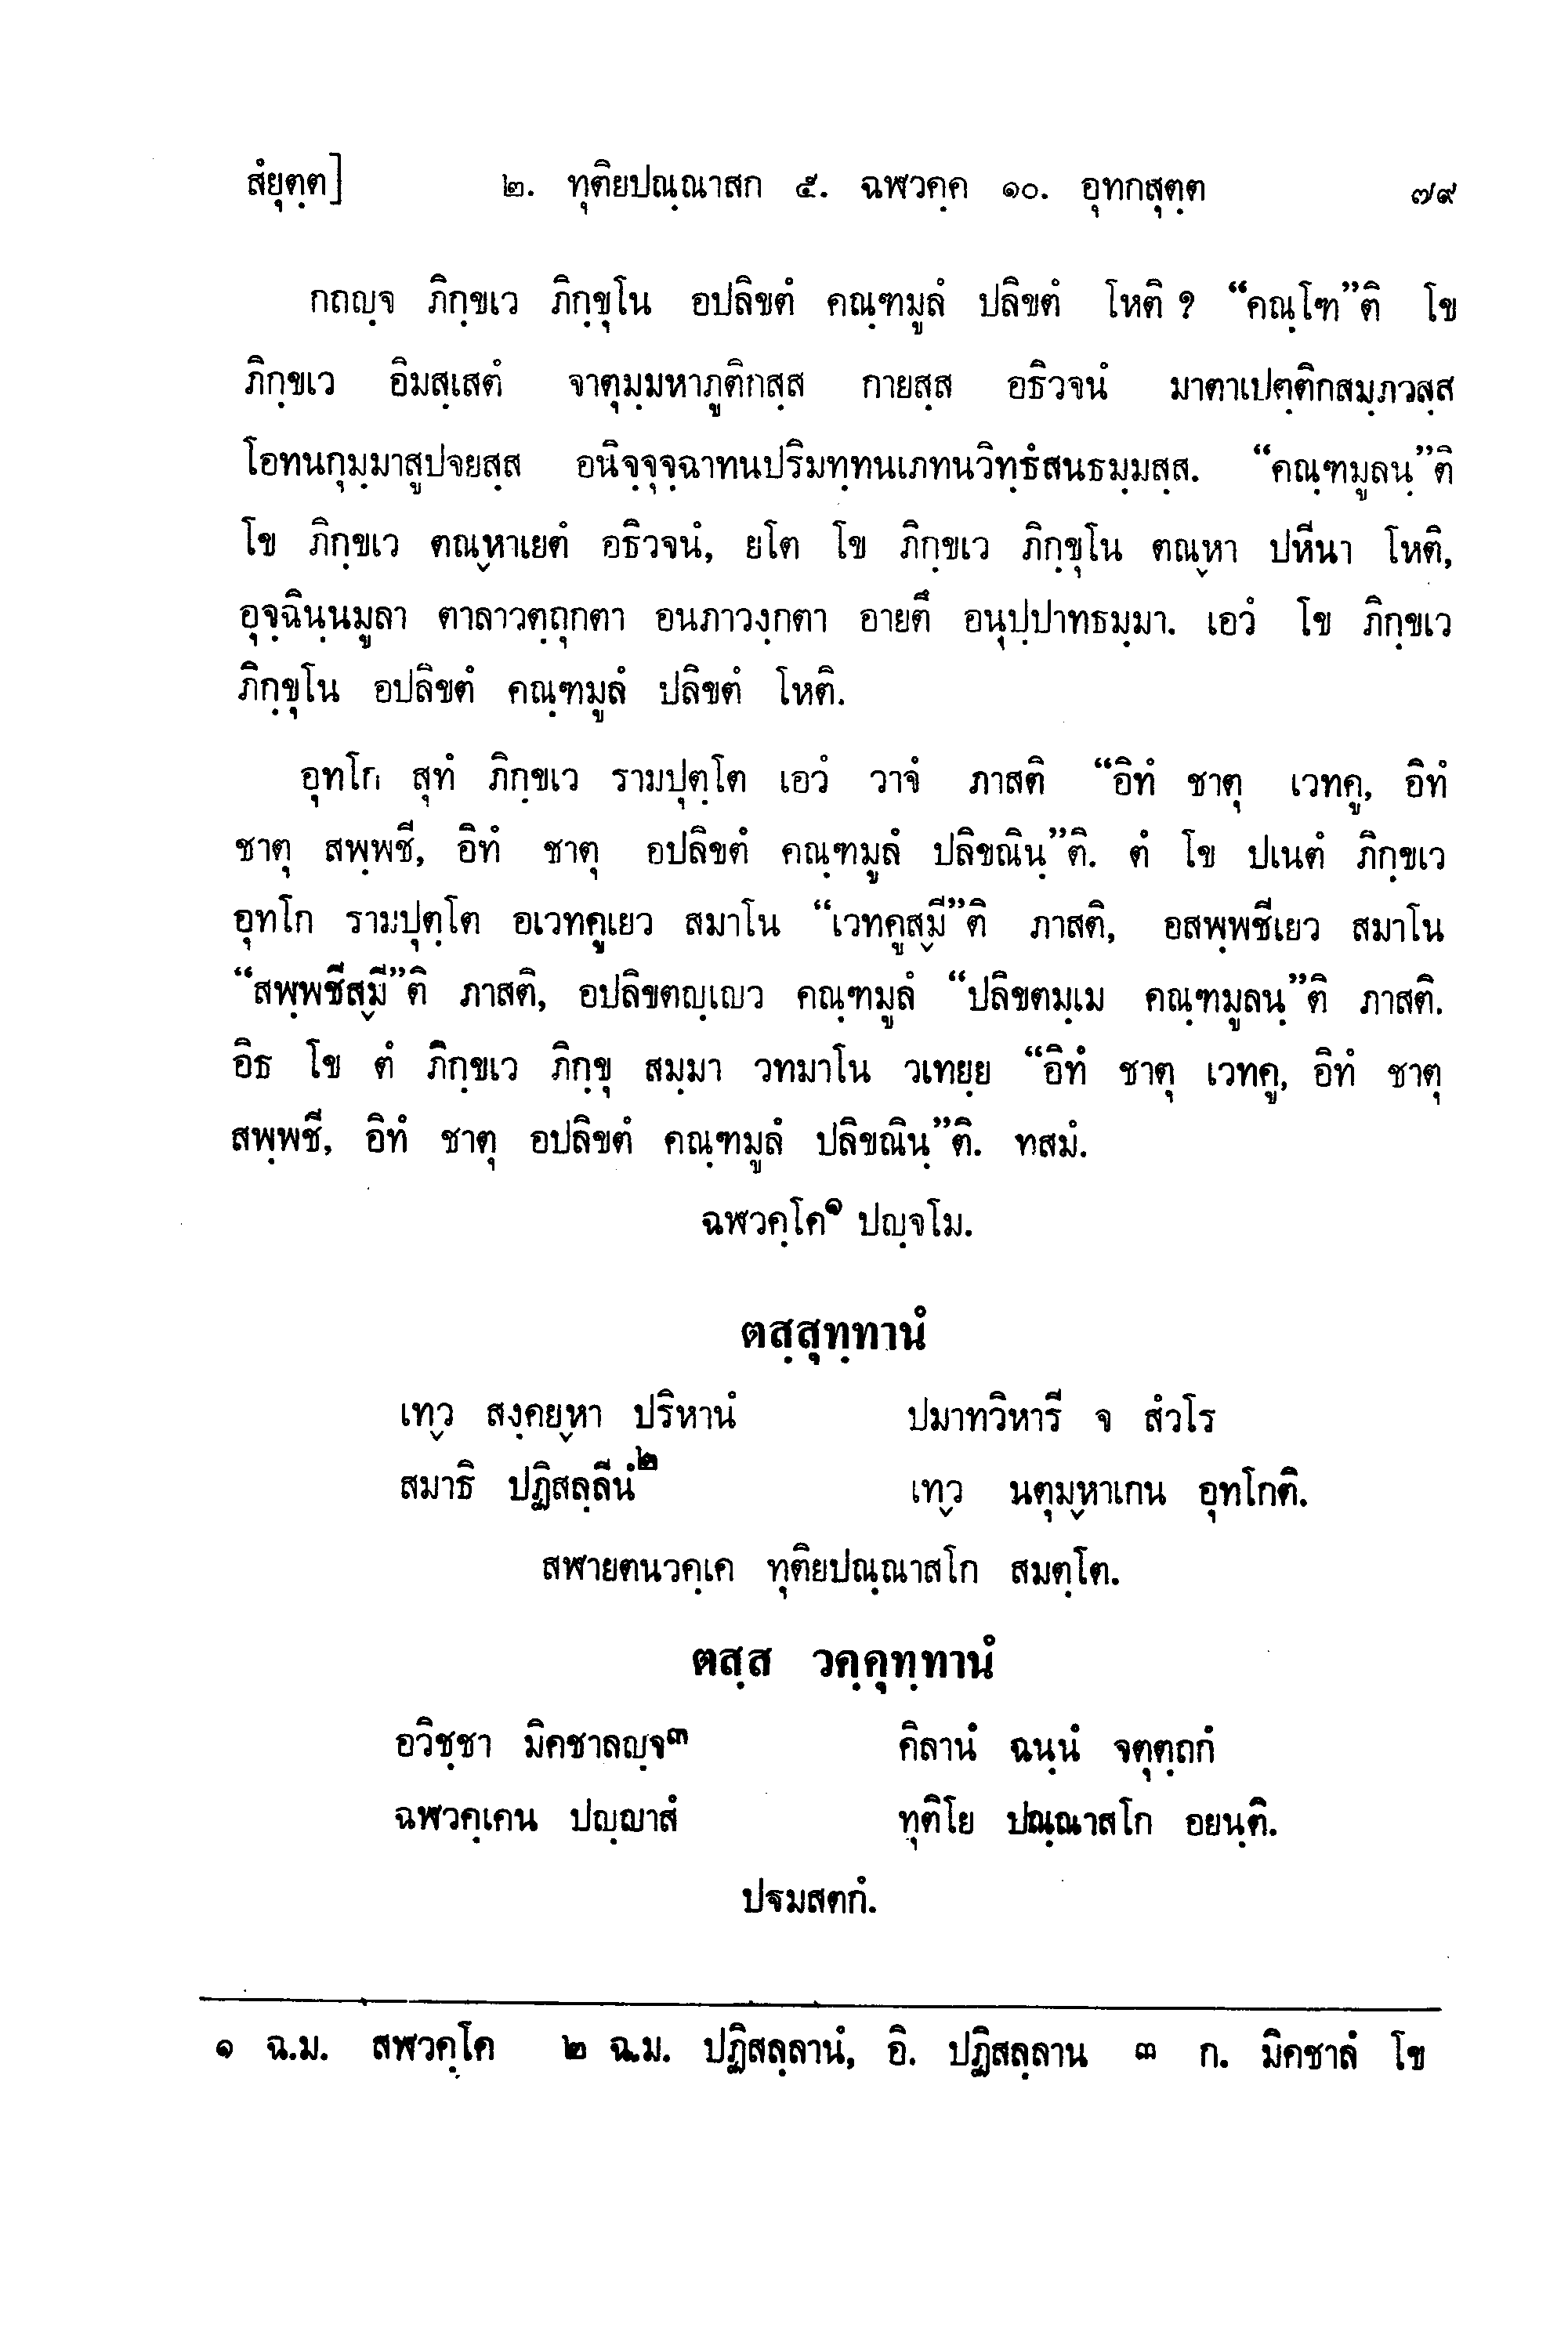 สํยุตฺต] ๒. ทุติยปณฺณาสก ๕. ฉฬวคฺค ๑๐. อุทกสุตฺต ๗๙
กถญฺจ ภิกฺขเว ภิกฺขุโน อปลิขตํ คณฺฑมูลํ ปลิขตํ โหติ ? “คณฺโฑ”ติ โข
ภิกฺขเว อิมสฺเสตํ จาตุมฺมหาภูติกสฺส กายสฺส อธิวจนํ มาตาเปตฺติกสมฺภวสฺส
โอทนกุมฺมาสูปจยสฺส อนิจฺจุจฺฉาทนปริมทฺทนเภทนวิทฺธํสนธมฺมสฺส. “คณฺฑมูลนฺ”ติ
โข ภิกฺขเว ตณฺหาเยตํ อธิวจนํ, ยโต โข ภิกฺขเว ภิกฺขุโน ตณฺหา ปหีนา โหติ,
อุจฺฉินฺนมูลา ตาลาวตฺถุกตา อนภาวงฺกตา อายตึ อนุปฺปาทธมฺมา. เอวํ โข ภิกฺขเว
ภิกฺขุโน อปลิขตํ คณฺฑมูลํ ปลิขตํ โหติ.
อุทโก สุทํ ภิกฺขเว รามปุตฺโต เอวํ วาจํ ภาสติ “อิทํ ชาตุ เวทคู, อิทํ
ชาตุ สพฺพชี, อิทํ ชาตุ อปลิขตํ คณฺฑมูลํ ปลิขณินฺ”ติ. ตํ โข ปเนตํ ภิกฺขเว
อุทโก รามปุตฺโต อเวทคูเยว สมาโน “เวทคูสฺมี”ติ ภาสติ, อสพฺพชีเยว สมาโน
“สพฺพชีสฺมี”ติ ภาสติ, อปลิขตญฺเญว คณฺฑมูลํ “ปลิขตมฺเม คณฺฑมูลนฺ”ติ ภาสติ.
อิธ โข ตํ ภิกฺขเว ภิกฺขุ สมฺมา วทมาโน วเทยฺย “อิทํ ชาตุ เวทคู, อิทํ ชาตุ
สพฺพชี, อิทํ ชาตุ อปลิขตํ คณฺฑมูลํ ปลิขณินฺ”ติ. ทสมํ.
ฉฬวคฺโค๑ ปญฺจโม.
ตสฺสุทฺทานํ
เทฺว สงฺคยฺหา ปริหานํ ปมาทวิหารี จ สํวโร
สมาธิ ปฏิสลฺลีนํ๒ เทฺว นตุมฺหาเกน อุทโกติ.
สฬายตนวคฺเค ทุติยปณฺณาสโก สมตฺโต.
ตสฺส วคฺคุทฺทานํ
อวิชฺชา มิคชาลญฺจ๓ คิลานํ ฉนฺนํ จตุตฺถกํ
ฉฬวคฺเคน ปญฺญาสํ ทุติโย ปณฺณาสโก อยนฺติ.
ปฐมสตกํ.
๑ ฉ.ม. สฬวคฺโค ๒ ฉ.ม. ปฏิสลฺลานํ, อิ. ปฏิสลฺลาน ๓ ก. มิคชาลํ โข